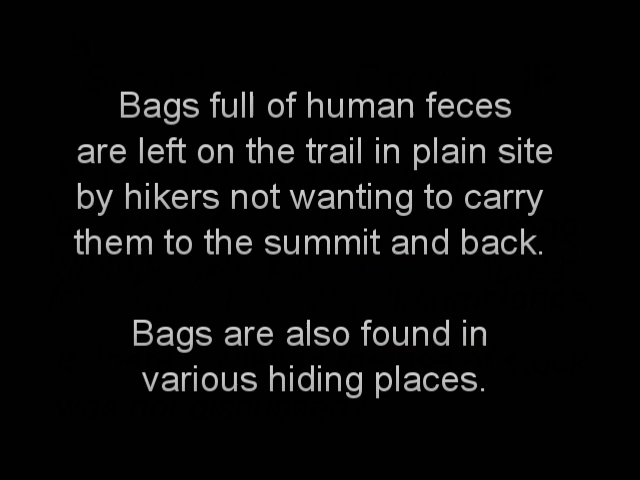 Bags full of human feces
are left on the trail in plain site
by hikers not wanting to carry
them to the summit and back.
Bags are also found in
various hiding places.